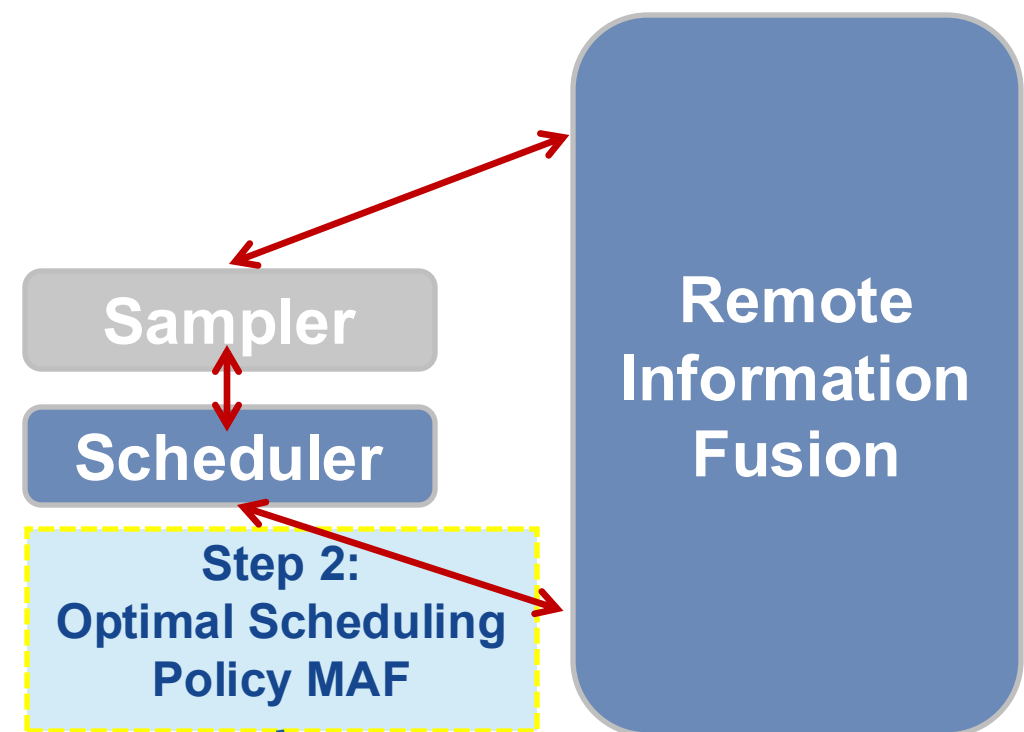 Sampler
Scheduler
Step 2:
Optimal Scheduling
Policy MAF
Remote
Information
Fusion